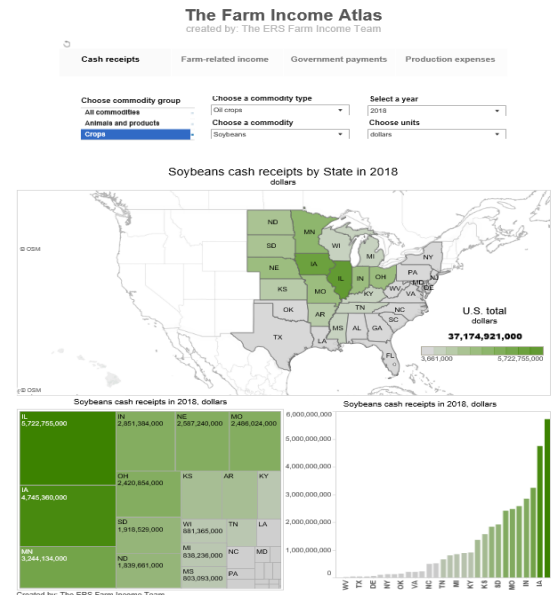 The Farm Income Atlas
created by: The ERS Farm Income Team
Cash receipts Farm-related income Government payments Production expenses
Choose commodity group Choose a commodity type Select a year
All commodities Oil crops 2018
Animals and products Choose a commodity Choose units
Crops Soybeans dollars
Soybeans cash receipts by State in 2018
dollars
ND MN WI MI NY
SD IA PA NJ
NE IL IN OH MD DE
KS MO KY WV VA
OK AR TN NC
TX LA MS AL GA SC
FL
© OSM
© OSM
U.S. total
dollars
37,174,921,000
3,661,000 5,722,755,000
Soybeans cash receipts in 2018, dollars
IL
5,722,755,000
IA
4,745,360,000
MN
3,244,134,000
IN
2,851,384,000
NE
2,587,240,000
MO
2,486,024,000
OH
2,420,854,000
SD
1,918,529,000
ND
1,839,661,000
KS AR KY
WI
881,365,000
MI
838,236,000
MS
803,093,000
TN LA
NC MD
PA
Soybeans cash receipts in 2018, dollars
6,000,000,000
5,000,000,000
4,000,000,000
3,000,000,000
2,000,000,000
1,000,000,000
0
WV TX DE NY OK VA NC TN MI KY KS SD MO IN IA
Created by: The ERS Farm Income Team